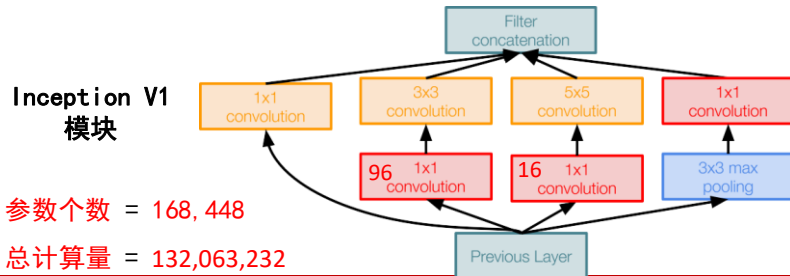 Filter
concatenation
Inception V1
模块
1x1
convolution
3x3
convolution
5x5
convolution
1x1
convolution
96 1x1
convolution
16 1x1
convolution
3x3 max
pooling
参数个数 = 168,448
总计算量 = 132,063,232
Previous Layer